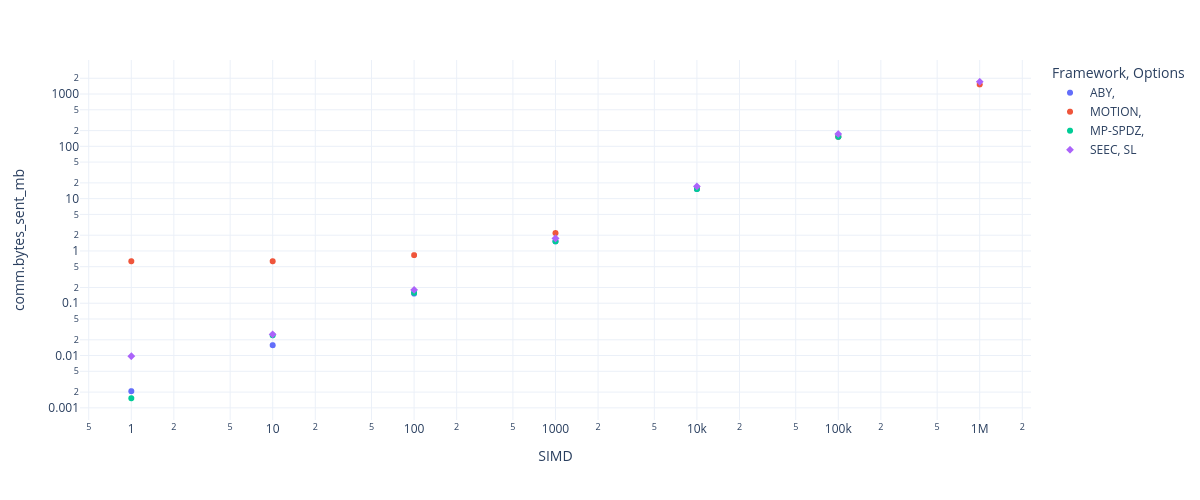 Framework, Options
ABY,
MOTION,
MP-SPDZ,
SEEC, SL
comm.bytes_sent_mb
2
1000
5
2
100
5
2
10
5
2
1
5
2
0.1
5
2
0.01
5
2
0.001
5 1 2 5 10 2 5 100 2 5 1000 2 5 10k 2 5 100k 2 5 1M 2
SIMD